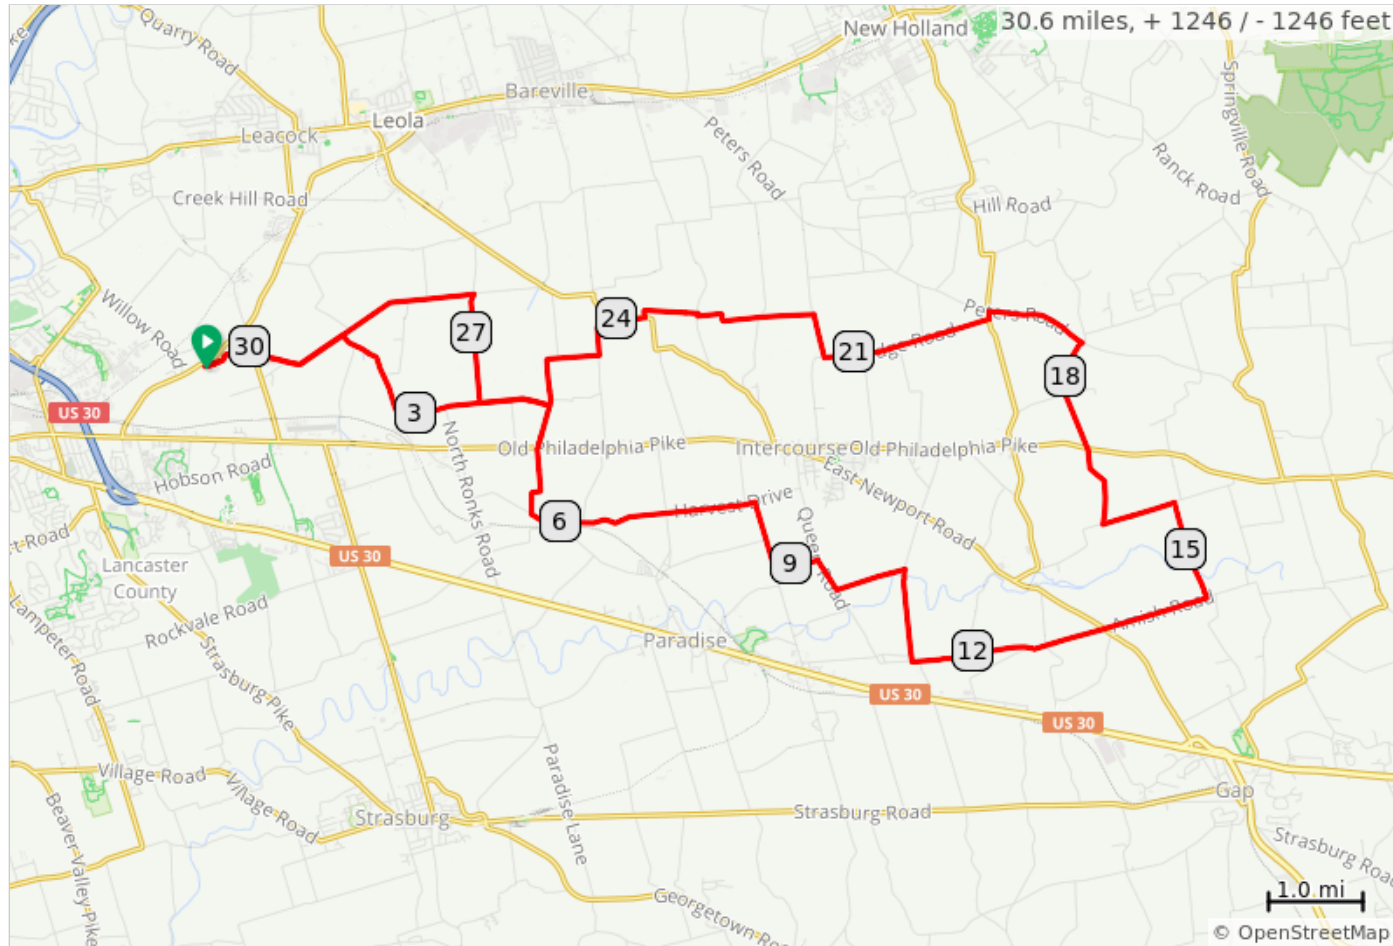 30.6 miles, + 1246 / - 1246 feet
New Holland
Quarry Road
Springville Road
Bareville
Leola
Leacock
Peters Road
Ranck Road
Creek Hill Road
Hill Road
Willow Road
Peters Road
24
27
30
21
18
US 30
3
North Ronks Road
Old Philadelphia Pike
Intercourse
Old Philadelphia Pike
Hobson Road
East Newport Road
Harvest Drive
6
Queen Road
9
15
US 30
Lancaster
County
Rockvale Road
Amish Road
Lampeter Road
Strasburg Pike
Paradise
12
US 30
US 30
Village Road
Village Road
Paradise Lane
Gap
Beaver Valley Pike
Strasburg
Strasburg Road
Strasburg Road
Georgetown
1.0 mi
© OpenStreetMap